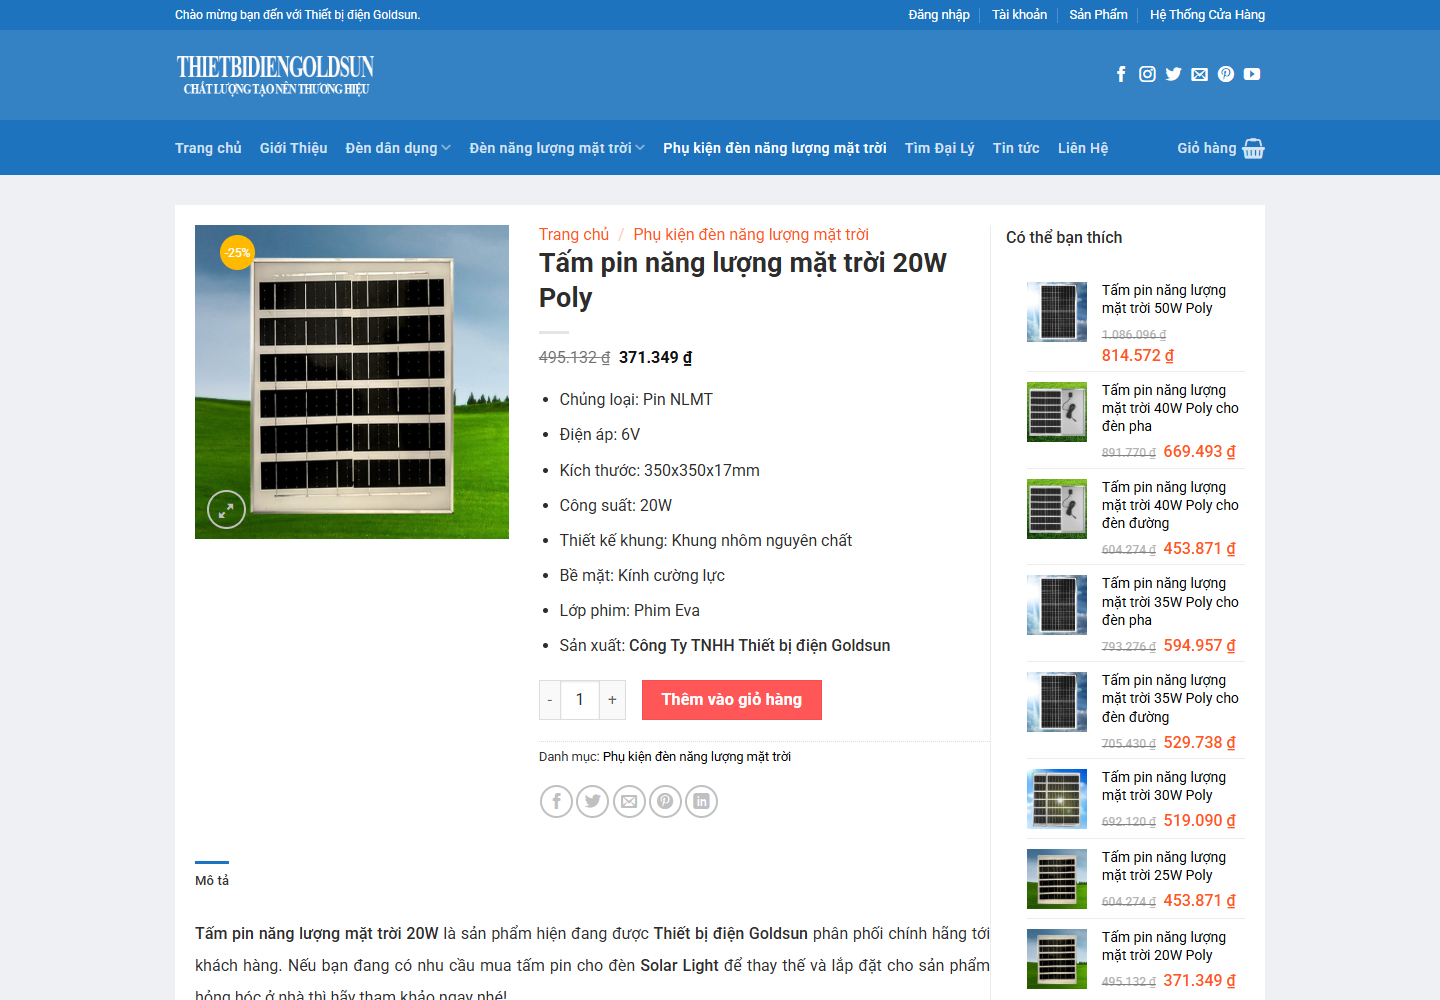 Chào mừng bạn đến với Thiết bị điện Goldsun.
Đăng nhập
Tài khoản
Sản Phẩm
Hệ Thống Cửa Hàng
THIETBIDIENGOLDSUN
CHẤT LƯỢNG TẠO NÊN THƯƠNG HIỆU
Trang chủ
Giới Thiệu
Đèn dân dụng
Đèn năng lượng mặt trời
Phụ kiện đèn năng lượng mặt trời
Tìm Đại Lý
Tin tức
Liên Hệ
Giỏ hàng
-25%
Trang chủ / Phụ kiện đèn năng lượng mặt trời
Tấm pin năng lượng mặt trời 20W
Poly
495.132 ₫ 371.349 ₫
Chủng loại: Pin NLMT
Điện áp: 6V
Kích thước: 350x350x17mm
Công suất: 20W
Thiết kế khung: Khung nhôm nguyên chất
Bề mặt: Kính cường lực
Lớp phim: Phim Eva
Sản xuất: Công Ty TNHH Thiết bị điện Goldsun
- 1 +
Thêm vào giỏ hàng
Danh mục: Phụ kiện đèn năng lượng mặt trời
Mô tả
Tấm pin năng lượng mặt trời 20W là sản phẩm hiện đang được Thiết bị điện Goldsun phân phối chính hãng tới
khách hàng. Nếu bạn đang có nhu cầu mua tấm pin cho đèn Solar Light để thay thế và lắp đặt cho sản phẩm
hỏng hóc ở nhà thì hãy tham khảo ngay nhé!
Có thể bạn thích
Tấm pin năng lượng
mặt trời 50W Poly
1.086.096 ₫
814.572 ₫
Tấm pin năng lượng
mặt trời 40W Poly cho
đèn pha
891.770 ₫ 669.493 ₫
Tấm pin năng lượng
mặt trời 40W Poly cho
đèn đường
604.274 ₫ 453.871 ₫
Tấm pin năng lượng
mặt trời 35W Poly cho
đèn pha
793.276 ₫ 594.957 ₫
Tấm pin năng lượng
mặt trời 35W Poly cho
đèn đường
705.430 ₫ 529.738 ₫
Tấm pin năng lượng
mặt trời 30W Poly
692.120 ₫ 519.090 ₫
Tấm pin năng lượng
mặt trời 25W Poly
604.274 ₫ 453.871 ₫
Tấm pin năng lượng
mặt trời 20W Poly
495.132 ₫ 371.349 ₫